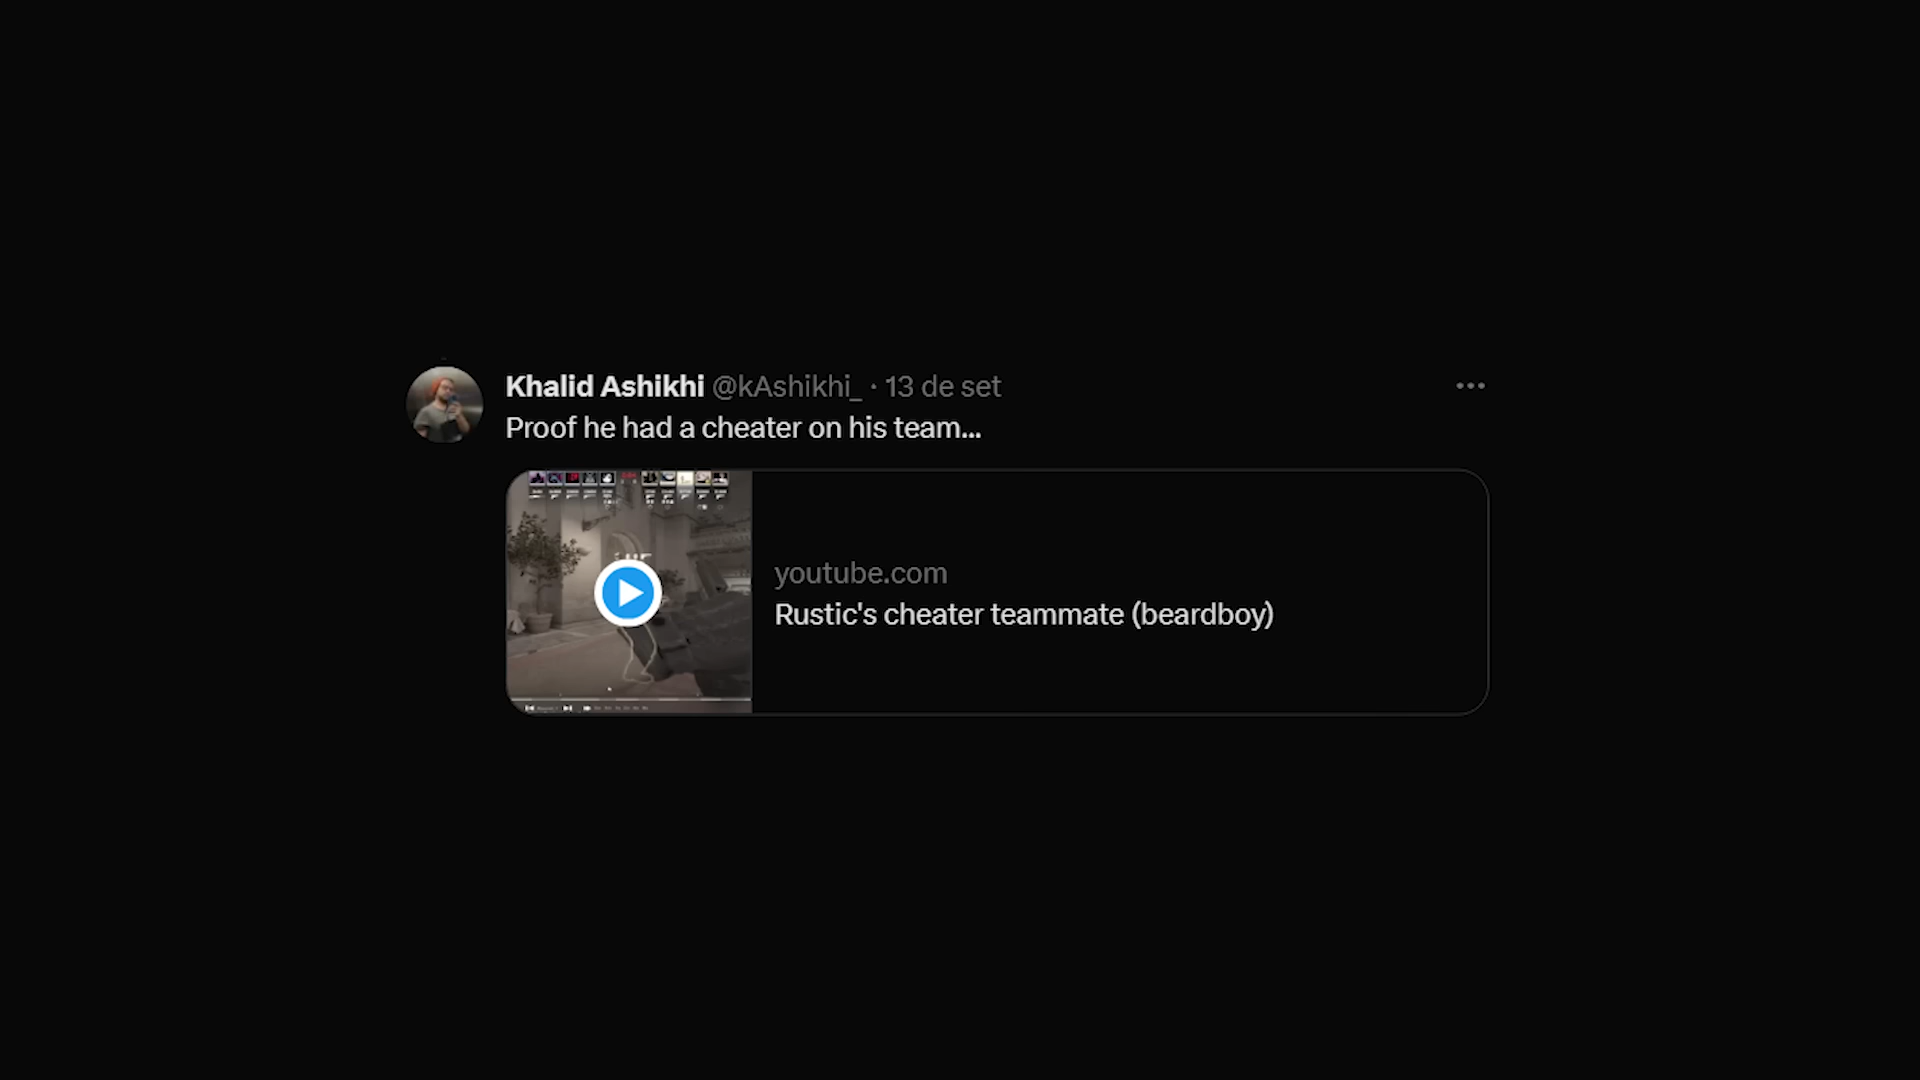 Khalid Ashikhi @kAshikhi_ · 13 de set
Proof he had a cheater on his team...
youtube.com
Rustic's cheater teammate (beardboy)